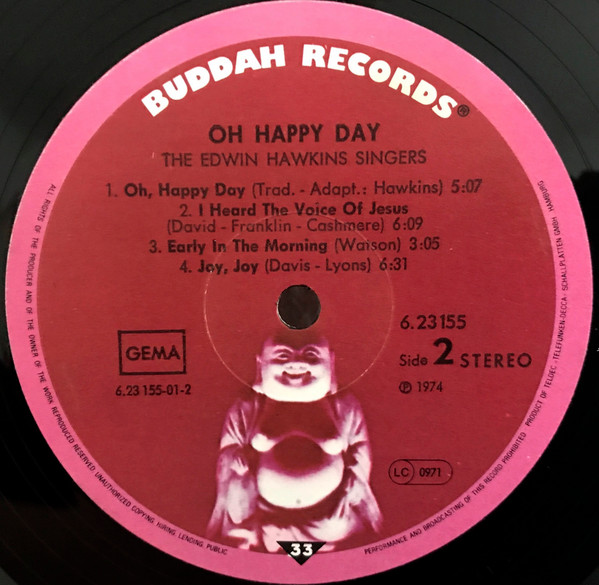 BUDDAH RECORDS®
OH HAPPY DAY
THE EDWIN HAWKINS SINGERS
1. Oh, Happy Day (Trad. - Adapt.: Hawkins) 5:07
2. I Heard The Voice Of Jesus
(David - Franklin - Cashmere) 6:09
3. Early In The Morning (Watson) 3:05
4. Joy, Joy (Davis - Lyons) 6:31
6.23155
GEMA
Side 2 STEREO
6.23 155-01-2
℗ 1974
LC 0971
33
ALL RIGHTS OF THE PRODUCER AND OF THE OWNER OF THE WORK REPRODUCED RESERVED. UNAUTHORIZED COPYING, HIRING, LENDING, PUBLIC
PERFORMANCE AND BROADCASTING OF THIS RECORD PROHIBITED PRODUCT OF TELDEC ·TELEFUNKEN-DECCA· SCHALLPLATTEN GMBH HAMBURG